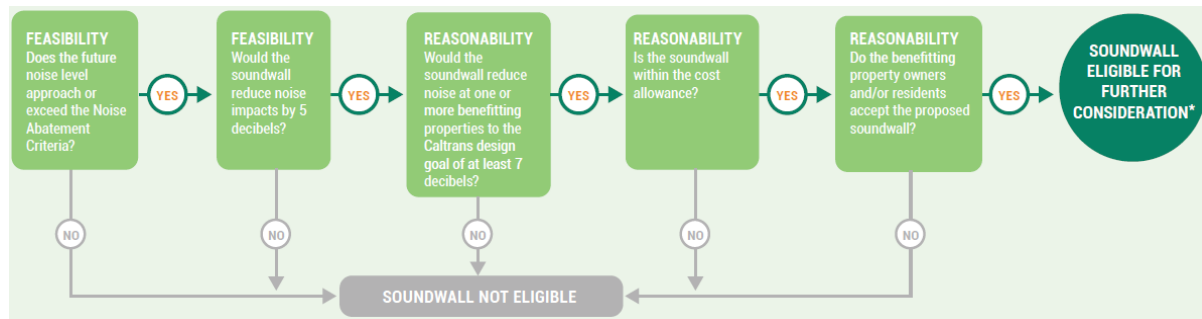 FEASIBILITY
Does the future
noise level
approach or
exceed the Noise
Abatement
Criteria?
YES
FEASIBILITY
Would the
soundwall
reduce noise
impacts by 5
decibels?
YES
REASONABILITY
Would the
soundwall reduce
noise at one or
more benefitting
properties to the
Caltrans design
goal of at least 7
decibels?
YES
REASONABILITY
Is the soundwall
within the cost
allowance?
YES
REASONABILITY
Do the benefitting
property owners
and/or residents
accept the proposed
soundwall?
YES
SOUNDWALL
ELIGIBLE FOR
FURTHER
CONSIDERATION*
NO
NO
NO
NO
NO
SOUNDWALL NOT ELIGIBLE